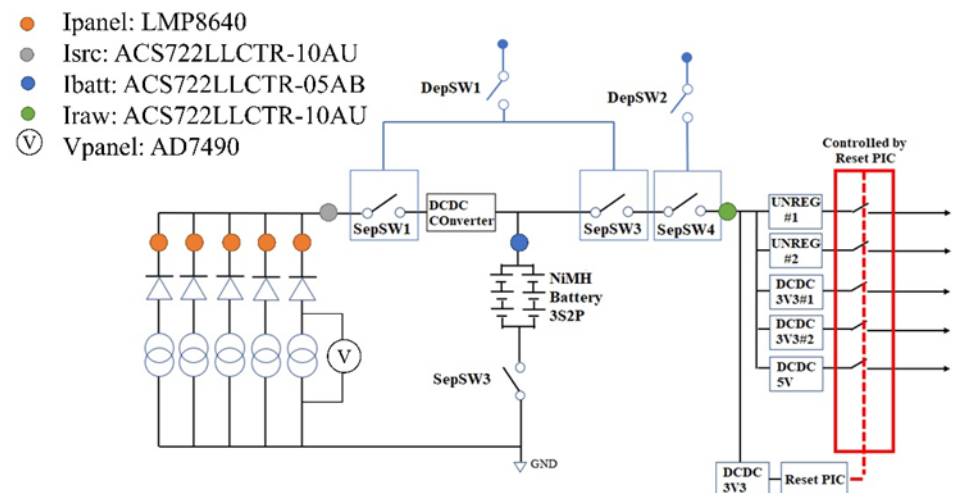 Ipanel: LMP8640
Isrc: ACS722LLCTR-10AU
Ibatt: ACS722LLCTR-05AB
Iraw: ACS722LLCTR-10AU
V Vpanel: AD7490
DepSW1
DepSW2
Controlled by
Reset PIC
SepSW1
DCDC
COnverter
SepSW3
SepSW4
UNREG
#1
UNREG
#2
DCDC
3V3#1
DCDC
3V3#2
DCDC
5V
NiMH
Battery
3S2P
V
SepSW3
GND
DCDC
3V3
Reset PIC